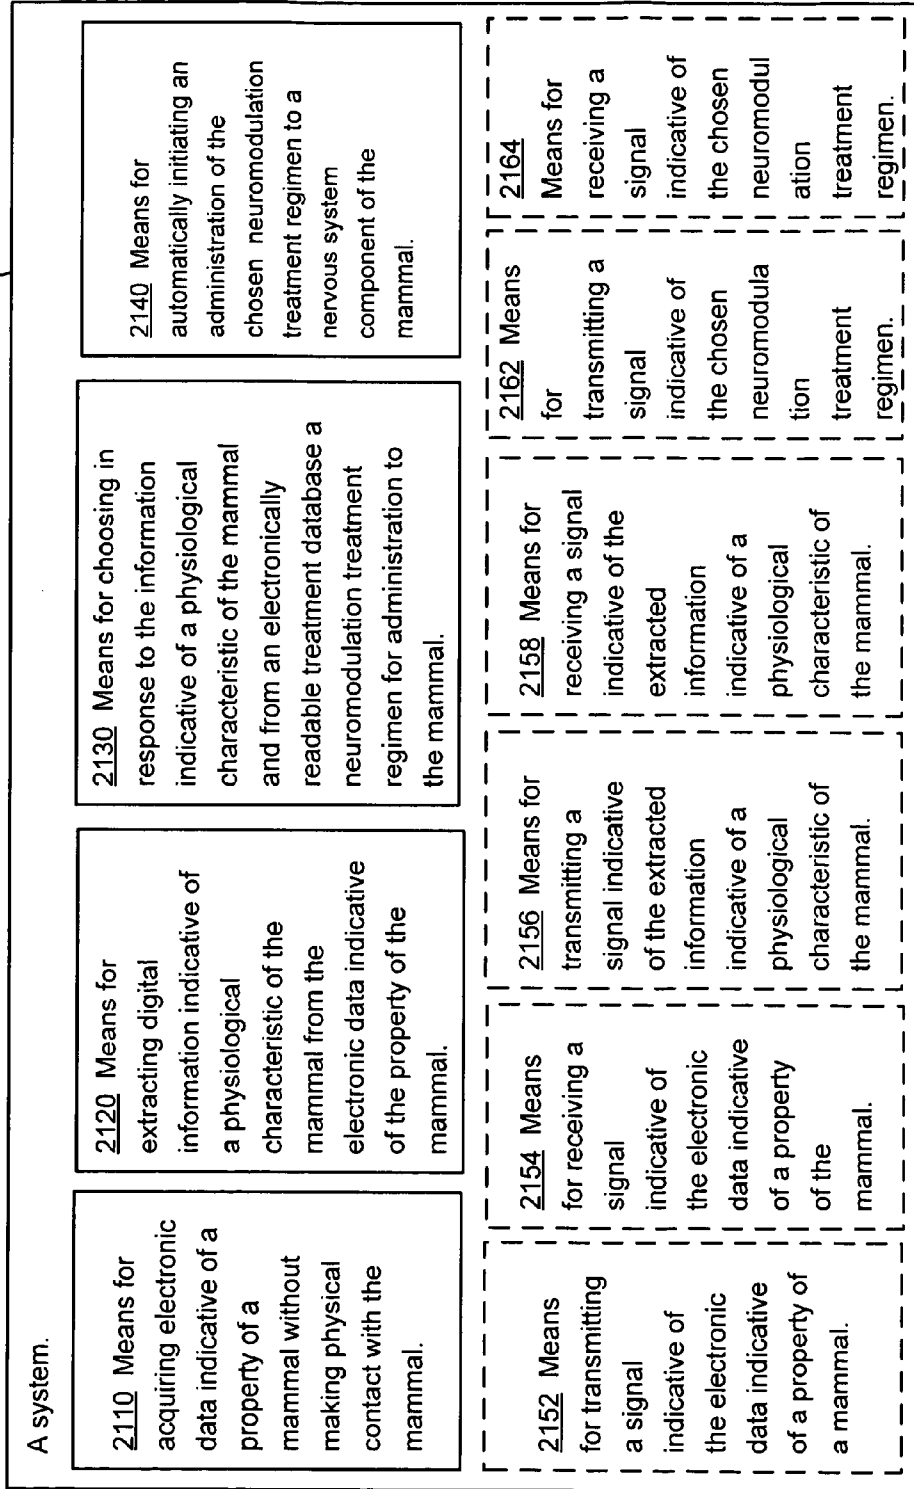 A system.
2110 Means for
acquiring electronic
data indicative of a
property of a
mammal without
making physical
contact with the
mammal.
2120 Means for
extracting digital
information indicative of
a physiological
characteristic of the
mammal from the
electronic data indicative
of the property of the
mammal.
2130 Means for choosing in
response to the information
indicative of a physiological
characteristic of the mammal
and from an electronically
readable treatment database a
neuromodulation treatment
regimen for administration to
the mammal.
2140 Means for
automatically initiating an
administration of the
chosen neuromodulation
treatment regimen to a
nervous system
component of the
mammal.
2152 Means
for transmitting
a signal
indicative of
the electronic
data indicative
of a property of
a mammal.
2154 Means
for receiving a
signal
indicative of
the electronic
data indicative
of a property
of the
mammal.
2156 Means for
transmitting a
signal indicative
of the extracted
information
indicative of a
physiological
characteristic of
the mammal.
2158 Means for
receiving a signal
indicative of the
extracted
information
indicative of a
physiological
characteristic of
the mammal.
2162 Means
for
transmitting a
signal
indicative of
the chosen
neuromodula
tion
treatment
regimen.
2164
Means for
receiving a
signal
indicative of
the chosen
neuromodul
ation
treatment
regimen.